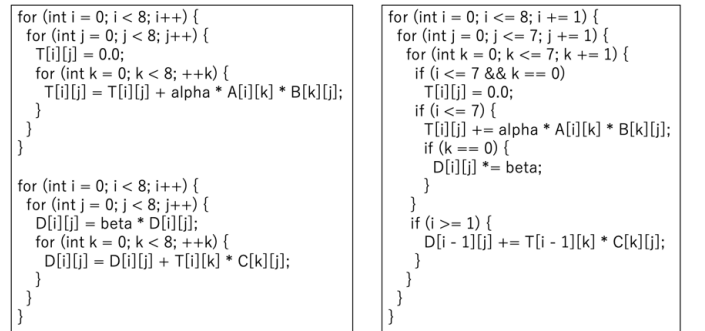 for (int i = 0; i < 8; i++) {
for (int j = 0; j < 8; j++) {
T[i][j] = 0.0;
for (int k = 0; k < 8; ++k) {
T[i][j] = T[i][j] + alpha * A[i][k] * B[k][j];
}
}
}
for (int i = 0; i < 8; i++) {
for (int j = 0; j < 8; j++) {
D[i][j] = beta * D[i][j];
for (int k = 0; k < 8; ++k) {
D[i][j] = D[i][j] + T[i][k] * C[k][j];
}
}
}
for (int i = 0; i <= 8; i += 1) {
for (int j = 0; j <= 7; j += 1) {
for (int k = 0; k <= 7; k += 1) {
if (i <= 7 && k == 0)
T[i][j] = 0.0;
if (i <= 7) {
T[i][j] += alpha * A[i][k] * B[k][j];
if (k == 0) {
D[i][j] *= beta;
}
}
if (i >= 1) {
D[i - 1][j] += T[i - 1][k] * C[k][j];
}
}
}
}